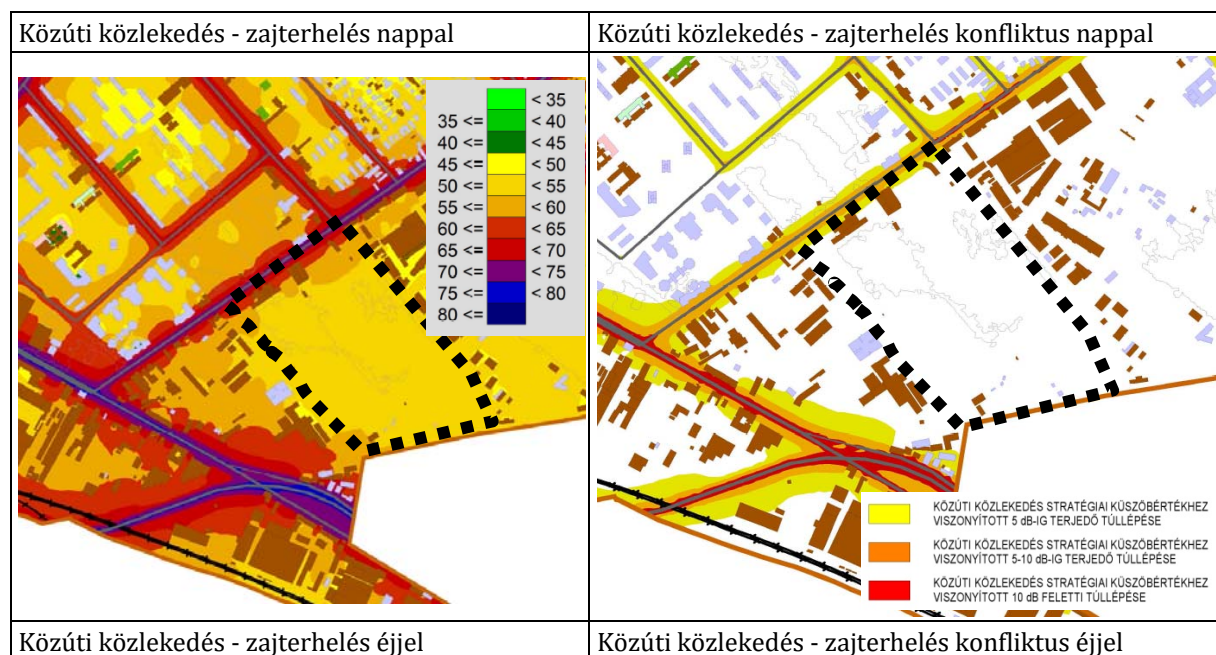 Közúti közlekedés - zajterhelés nappal
Közúti közlekedés - zajterhelés konfliktus nappal
< 35
35 <= < 40
40 <= < 45
45 <= < 50
50 <= < 55
55 <= < 60
60 <= < 65
65 <= < 70
70 <= < 75
75 <= < 80
80 <=
KÖZÚTI KÖZLEKEDÉS STRATÉGIAI KÜSZÖBÉRTÉKHEZ
VISZONYÍTOTT 5 dB-IG TERJEDŐ TÚLLÉPÉSE
KÖZÚTI KÖZLEKEDÉS STRATÉGIAI KÜSZÖBÉRTÉKHEZ
VISZONYÍTOTT 5-10 dB-IG TERJEDŐ TÚLLÉPÉSE
KÖZÚTI KÖZLEKEDÉS STRATÉGIAI KÜSZÖBÉRTÉKHEZ
VISZONYÍTOTT 10 dB FELETTI TÚLLÉPÉSE
Közúti közlekedés - zajterhelés éjjel
Közúti közlekedés - zajterhelés konfliktus éjjel